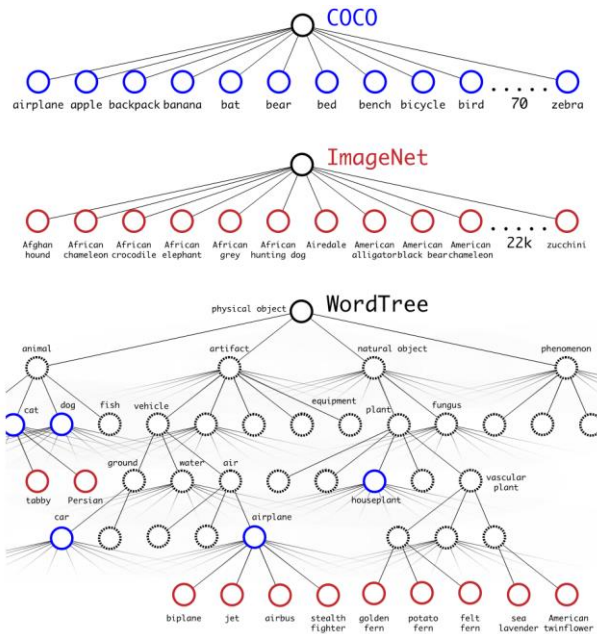 COCO
airplane apple backpack banana bat bear bed bench bicycle bird ..... zebra
70
ImageNet
Afghan African African African African African Airedale American American American ..... zucchini
hound chameleon crocodile elephant grey hunting dog alligator black bear chameleon 22k
physical object WordTree
animal artifact natural object phenomenon
cat dog fish vehicle equipment plant fungus
ground water air
tabby Persian houseplant vascular
plant
car airplane
biplane jet airbus stealth golden potato felt sea American
fighter fern fern fern lavender twinflower